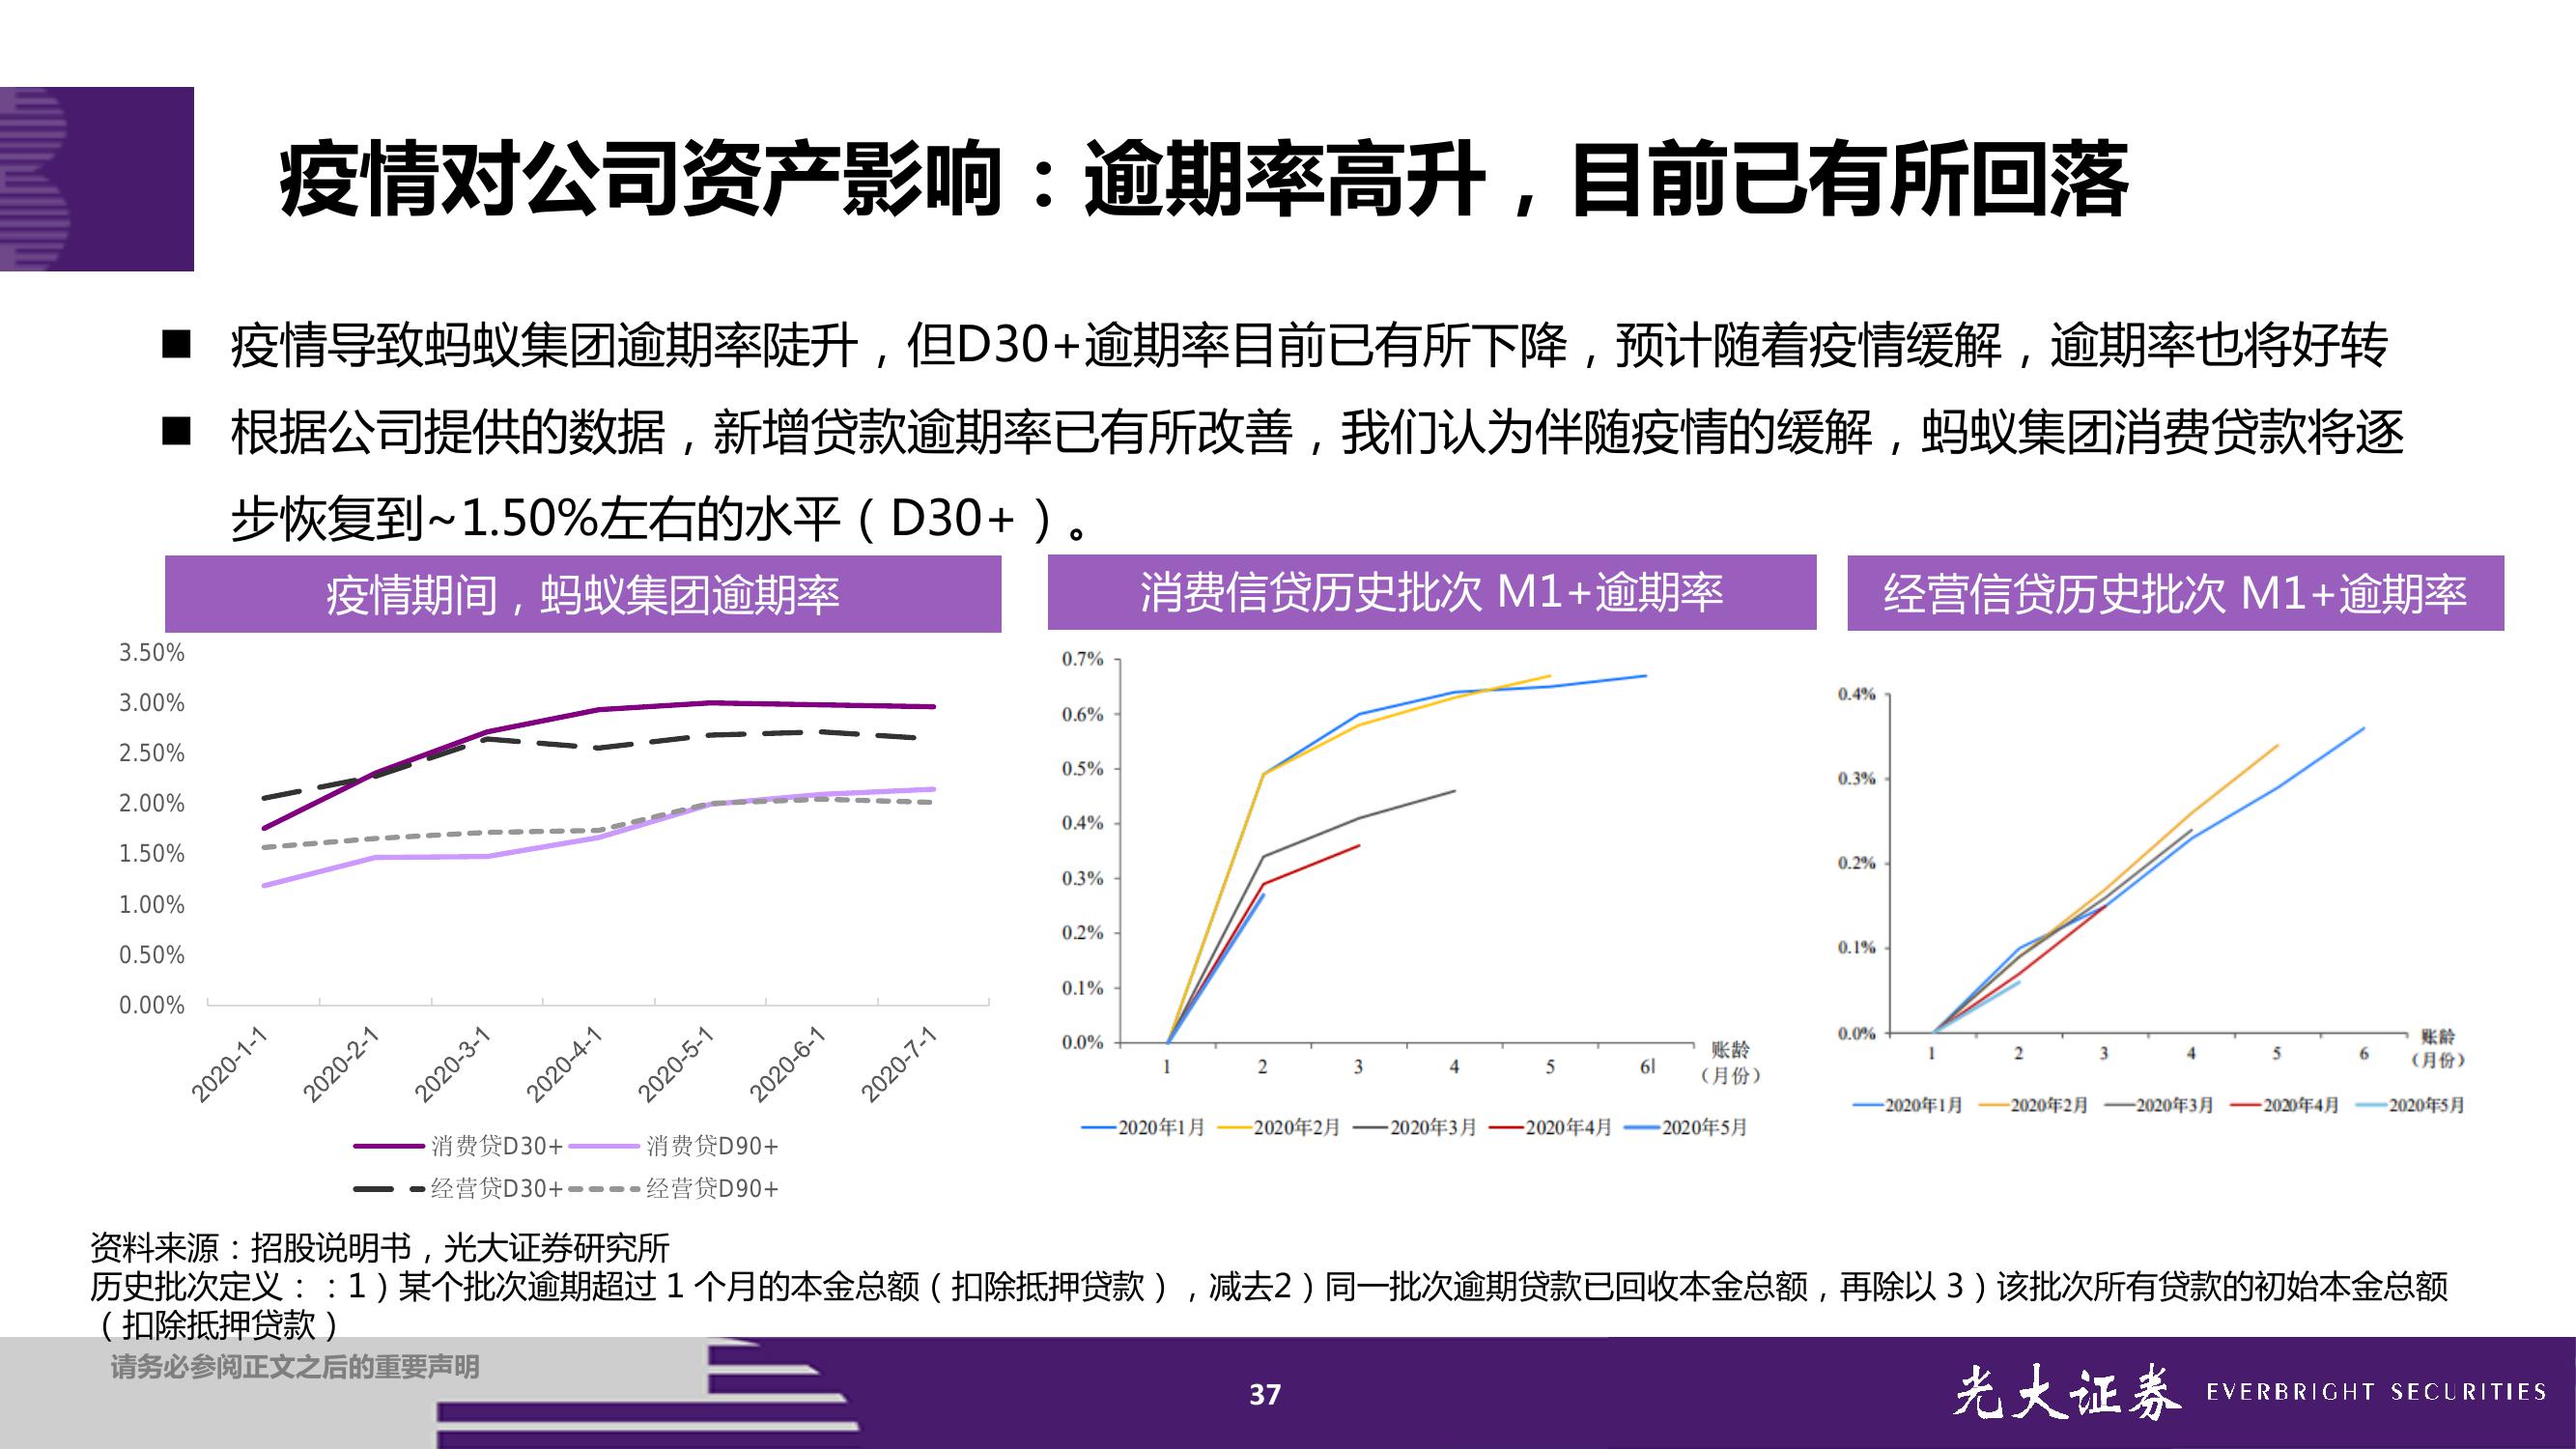 疫情对公司资产影响：逾期率高升，目前已有所回落
■ 疫情导致蚂蚁集团逾期率陡升，但D30+逾期率目前已有所下降，预计随着疫情缓解，逾期率也将好转
■ 根据公司提供的数据，新增贷款逾期率已有所改善，我们认为伴随疫情的缓解，蚂蚁集团消费贷款将逐
步恢复到~1.50%左右的水平（D30+）。
疫情期间，蚂蚁集团逾期率
3.50%
3.00%
2.50%
2.00%
1.50%
1.00%
0.50%
0.00%
2020-1-1
2020-2-1
2020-3-1
2020-4-1
2020-5-1
2020-6-1
2020-7-1
消费贷D30+ 消费贷D90+
经营贷D30+ 经营贷D90+
消费信贷历史批次 M1+逾期率
0.7%
0.6%
0.5%
0.4%
0.3%
0.2%
0.1%
0.0%
1 2 3 4 5 6
账龄
（月份）
2020年1月 2020年2月 2020年3月 2020年4月 2020年5月
经营信贷历史批次 M1+逾期率
0.4%
0.3%
0.2%
0.1%
0.0%
1 2 3 4 5 6
账龄
（月份）
2020年1月 2020年2月 2020年3月 2020年4月 2020年5月
资料来源：招股说明书，光大证券研究所
历史批次定义：：1）某个批次逾期超过 1 个月的本金总额（扣除抵押贷款），减去2）同一批次逾期贷款已回收本金总额，再除以 3）该批次所有贷款的初始本金总额
（扣除抵押贷款）
请务必参阅正文之后的重要声明
37
光大证券 EVERBRIGHT SECURITIES